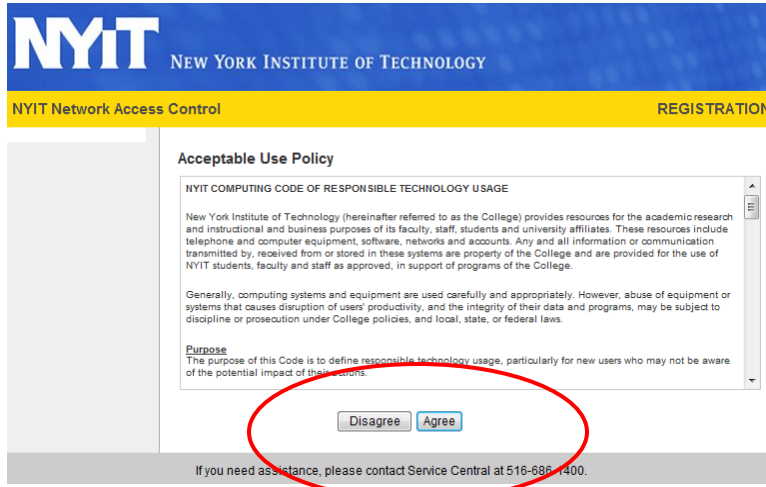 NYIT NEW YORK INSTITUTE OF TECHNOLOGY
NYIT Network Access Control REGISTRATION
Acceptable Use Policy
NYIT COMPUTING CODE OF RESPONSIBLE TECHNOLOGY USAGE
New York Institute of Technology (hereinafter referred to as the College) provides resources for the academic research
and instructional and business purposes of its faculty, staff, students and university affiliates. These resources include
telephone and computer equipment, software, networks and accounts. Any and all information or communication
transmitted by, received from or stored in these systems are property of the College and are provided for the use of
NYIT students, faculty and staff as approved, in support of programs of the College.
Generally, computing systems and equipment are used carefully and appropriately. However, abuse of equipment or
systems that causes disruption of users' productivity, and the integrity of their data and programs, may be subject to
discipline or prosecution under College policies, and local, state, or federal laws.
Purpose
The purpose of this Code is to define responsible technology usage, particularly for new users who may not be aware
of the potential impact of their actions.
Disagree Agree
If you need assistance, please contact Service Central at 516-686-1400.